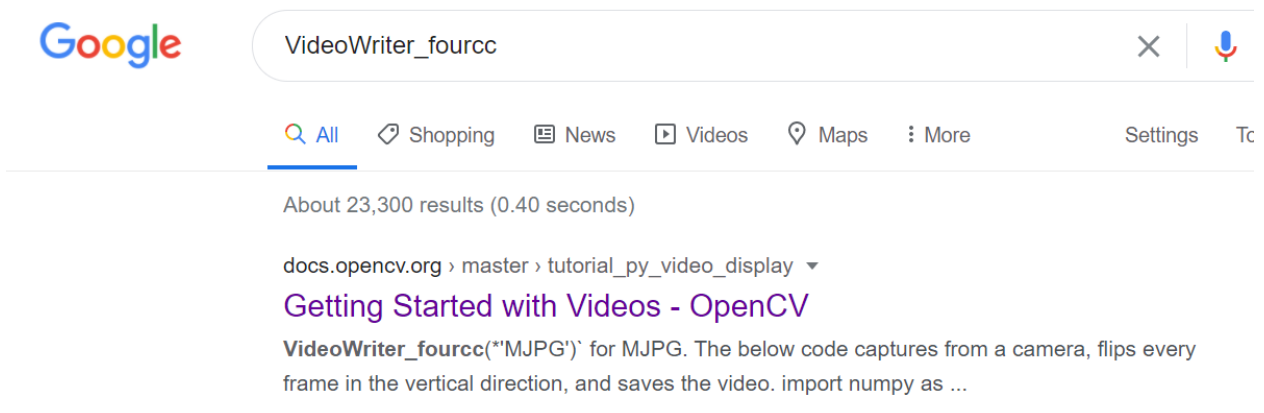 Google
VideoWriter_fourcc
All Shopping News Videos Maps More Settings To
About 23,300 results (0.40 seconds)
docs.opencv.org › master › tutorial_py_video_display
Getting Started with Videos - OpenCV
VideoWriter_fourcc(*'MJPG')` for MJPG. The below code captures from a camera, flips every
frame in the vertical direction, and saves the video. import numpy as ...